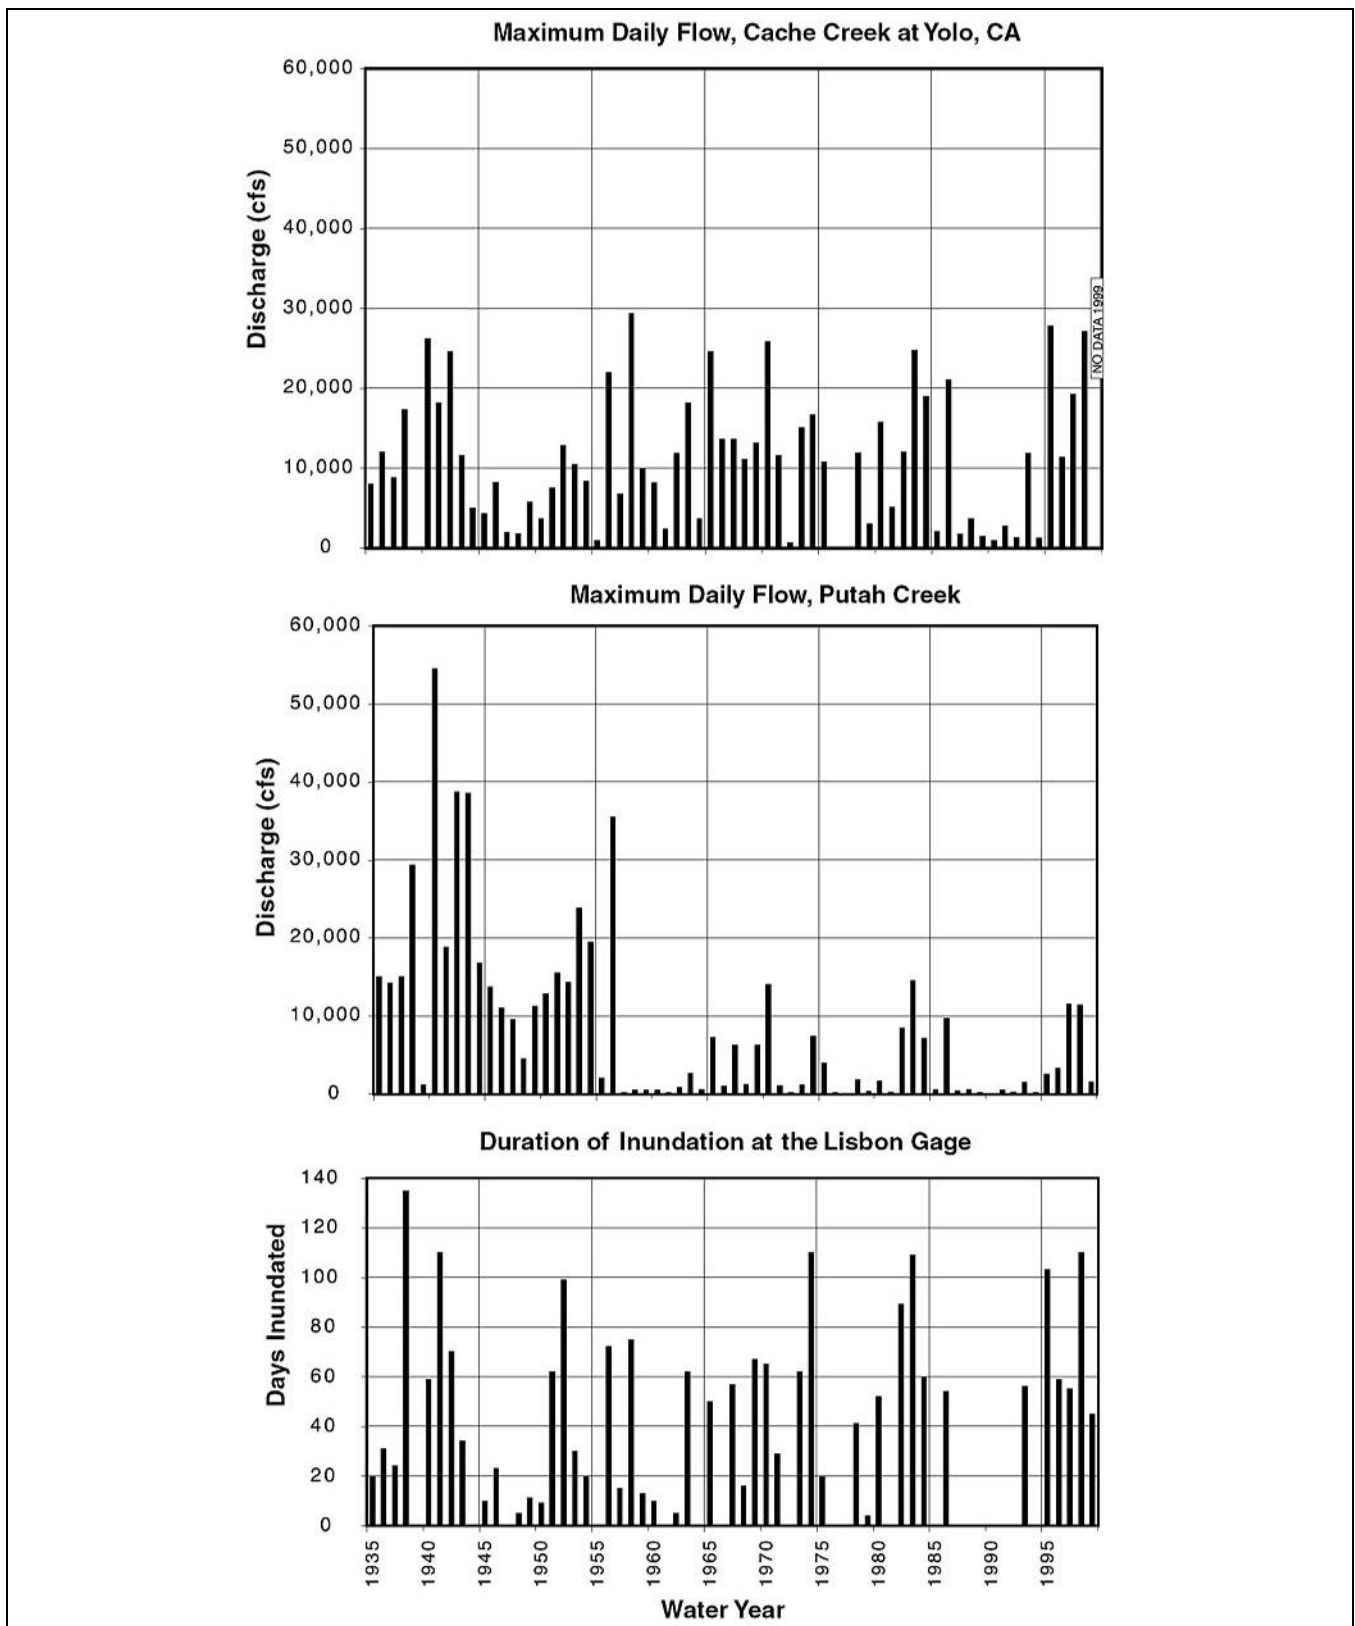 Maximum Daily Flow, Cache Creek at Yolo, CA
60,000
50,000
40,000
30,000
20,000
10,000
0
Discharge (cfs)
NO DATA 1999
Maximum Daily Flow, Putah Creek
60,000
50,000
40,000
30,000
20,000
10,000
0
Discharge (cfs)
Duration of Inundation at the Lisbon Gage
140
120
100
80
60
40
20
0
Days Inundated
1935 1940 1945 1950 1955 1960 1965 1970 1975 1980 1985 1990 1995
Water Year